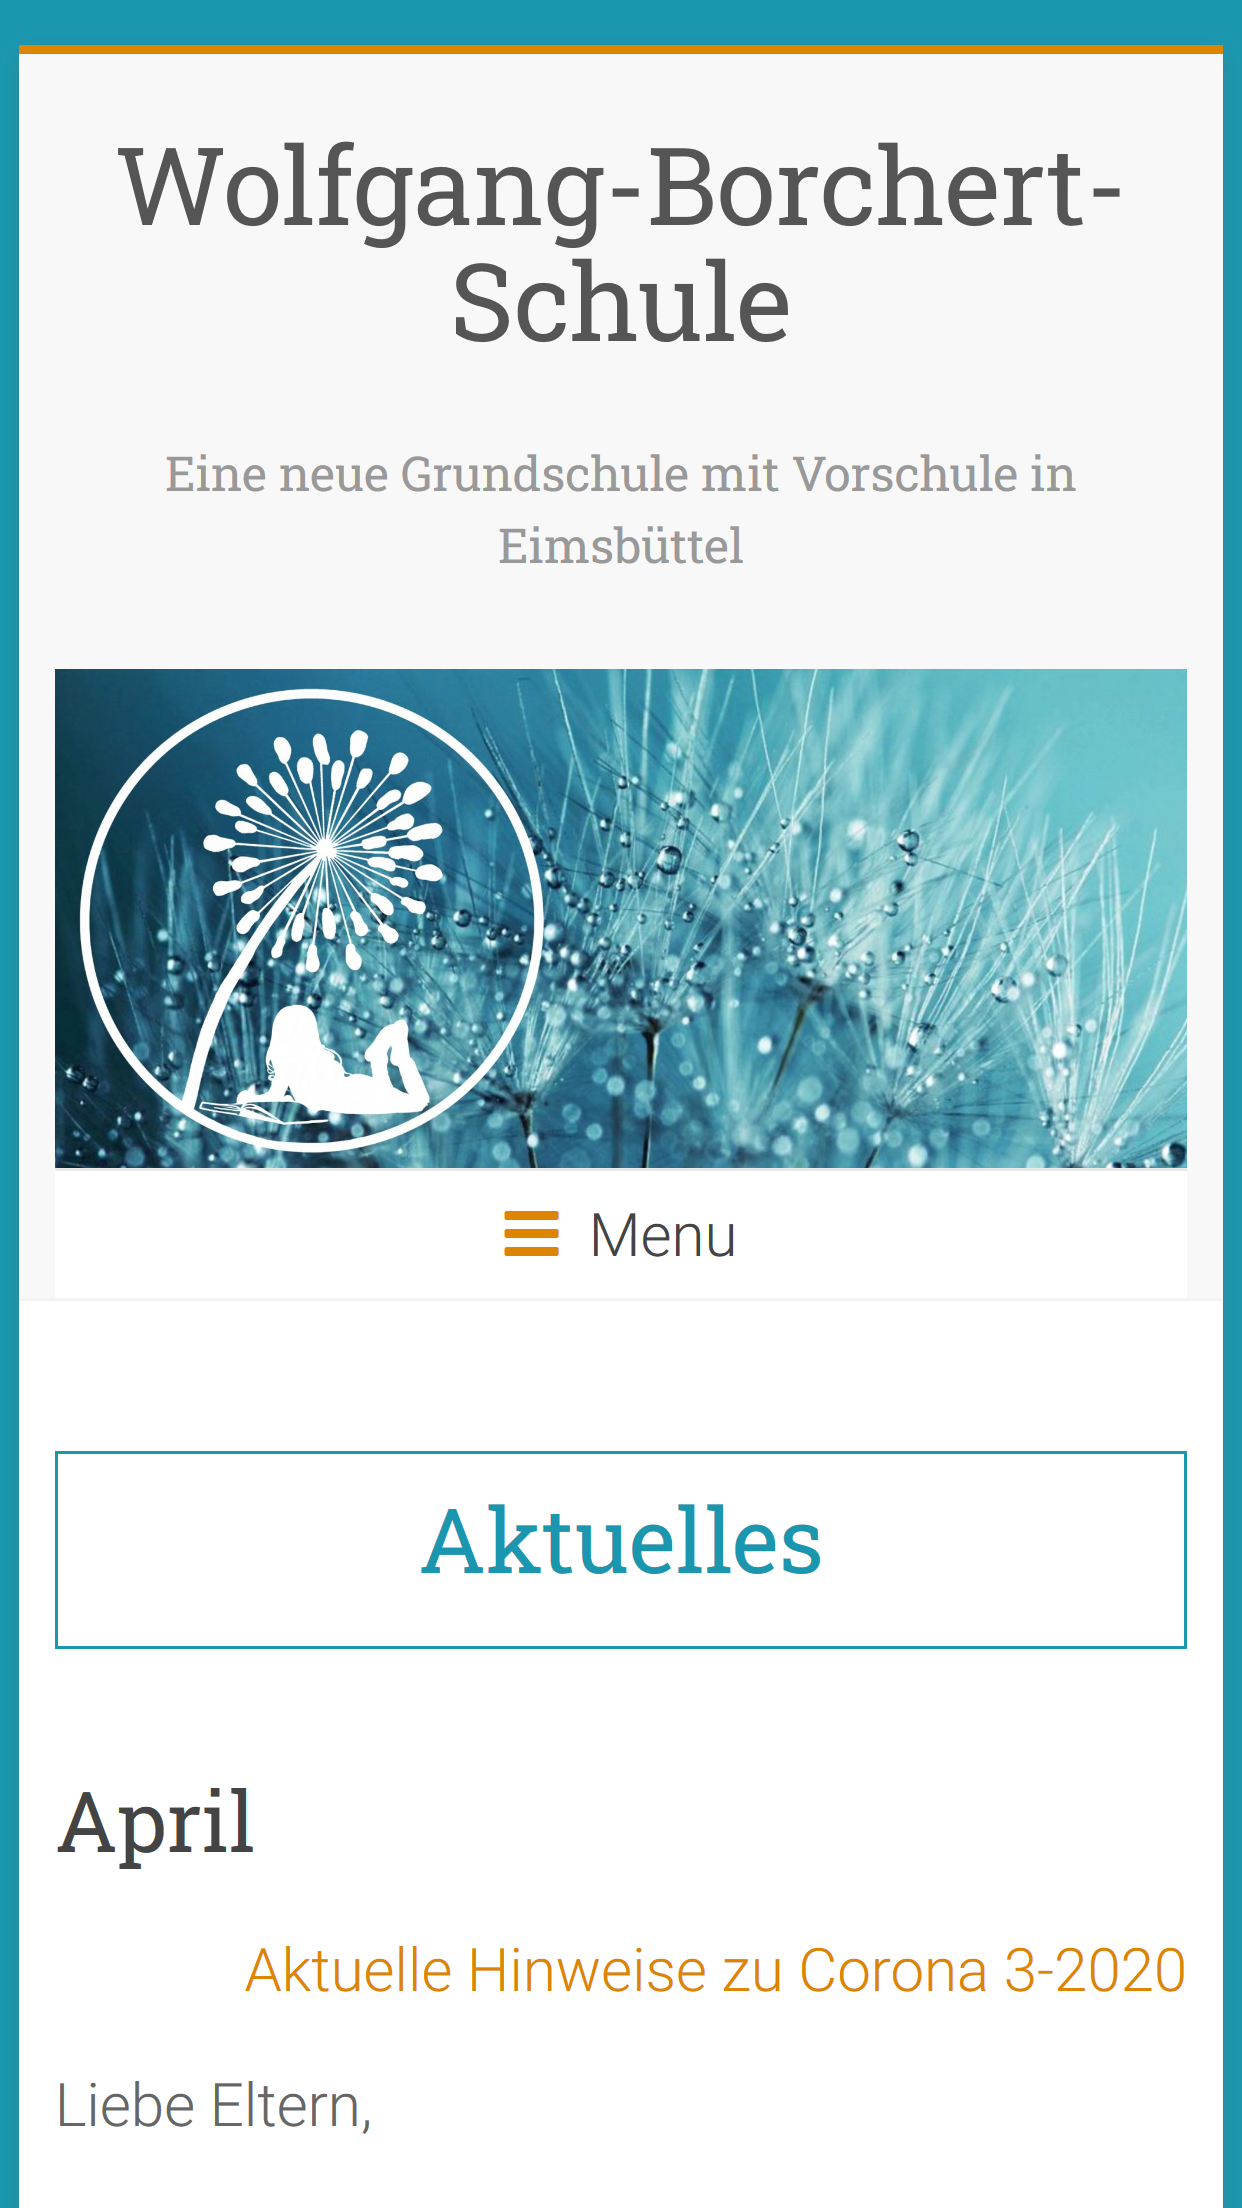 Wolfgang-Borchert-
Schule
Eine neue Grundschule mit Vorschule in
Eimsbüttel
Menu
Aktuelles
April
Aktuelle Hinweise zu Corona 3-2020
Liebe Eltern,